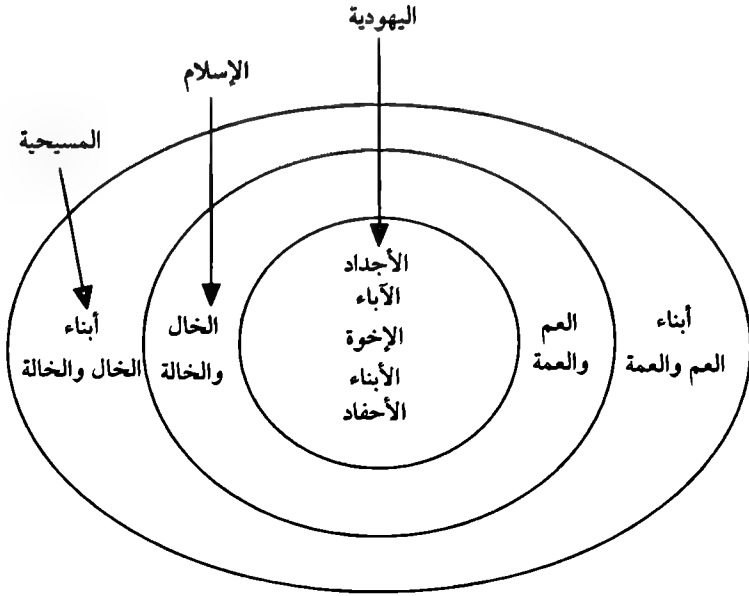 اليهودية
الإسلام
المسيحية
الأجداد
الآباء
الإخوة
الأبناء
الأحفاد
العم
والعمة
أبناء
العم والعمة
الخال
والخالة
أبناء
الخال والخالة